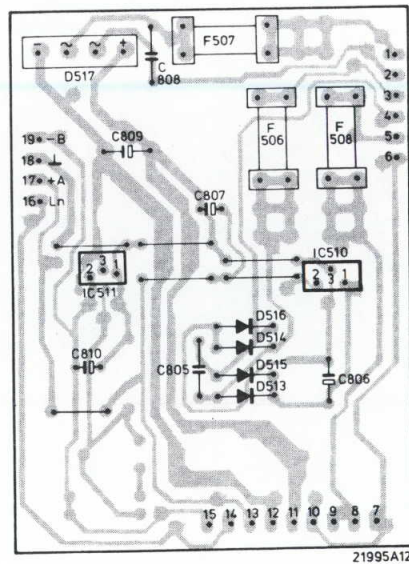 - ~ ~ +
D517
C
808
F507
1
2
3
4
5
6
F
506
F
508
19 -B
18 ⊥
17 +A
16 Ln
C809
C807
IC510
2 3 1
2 3 1
IC511
D516
D514
D515
D513
C810
C805
C806
15 14 13 12 11 10 9 8 7
21995A12